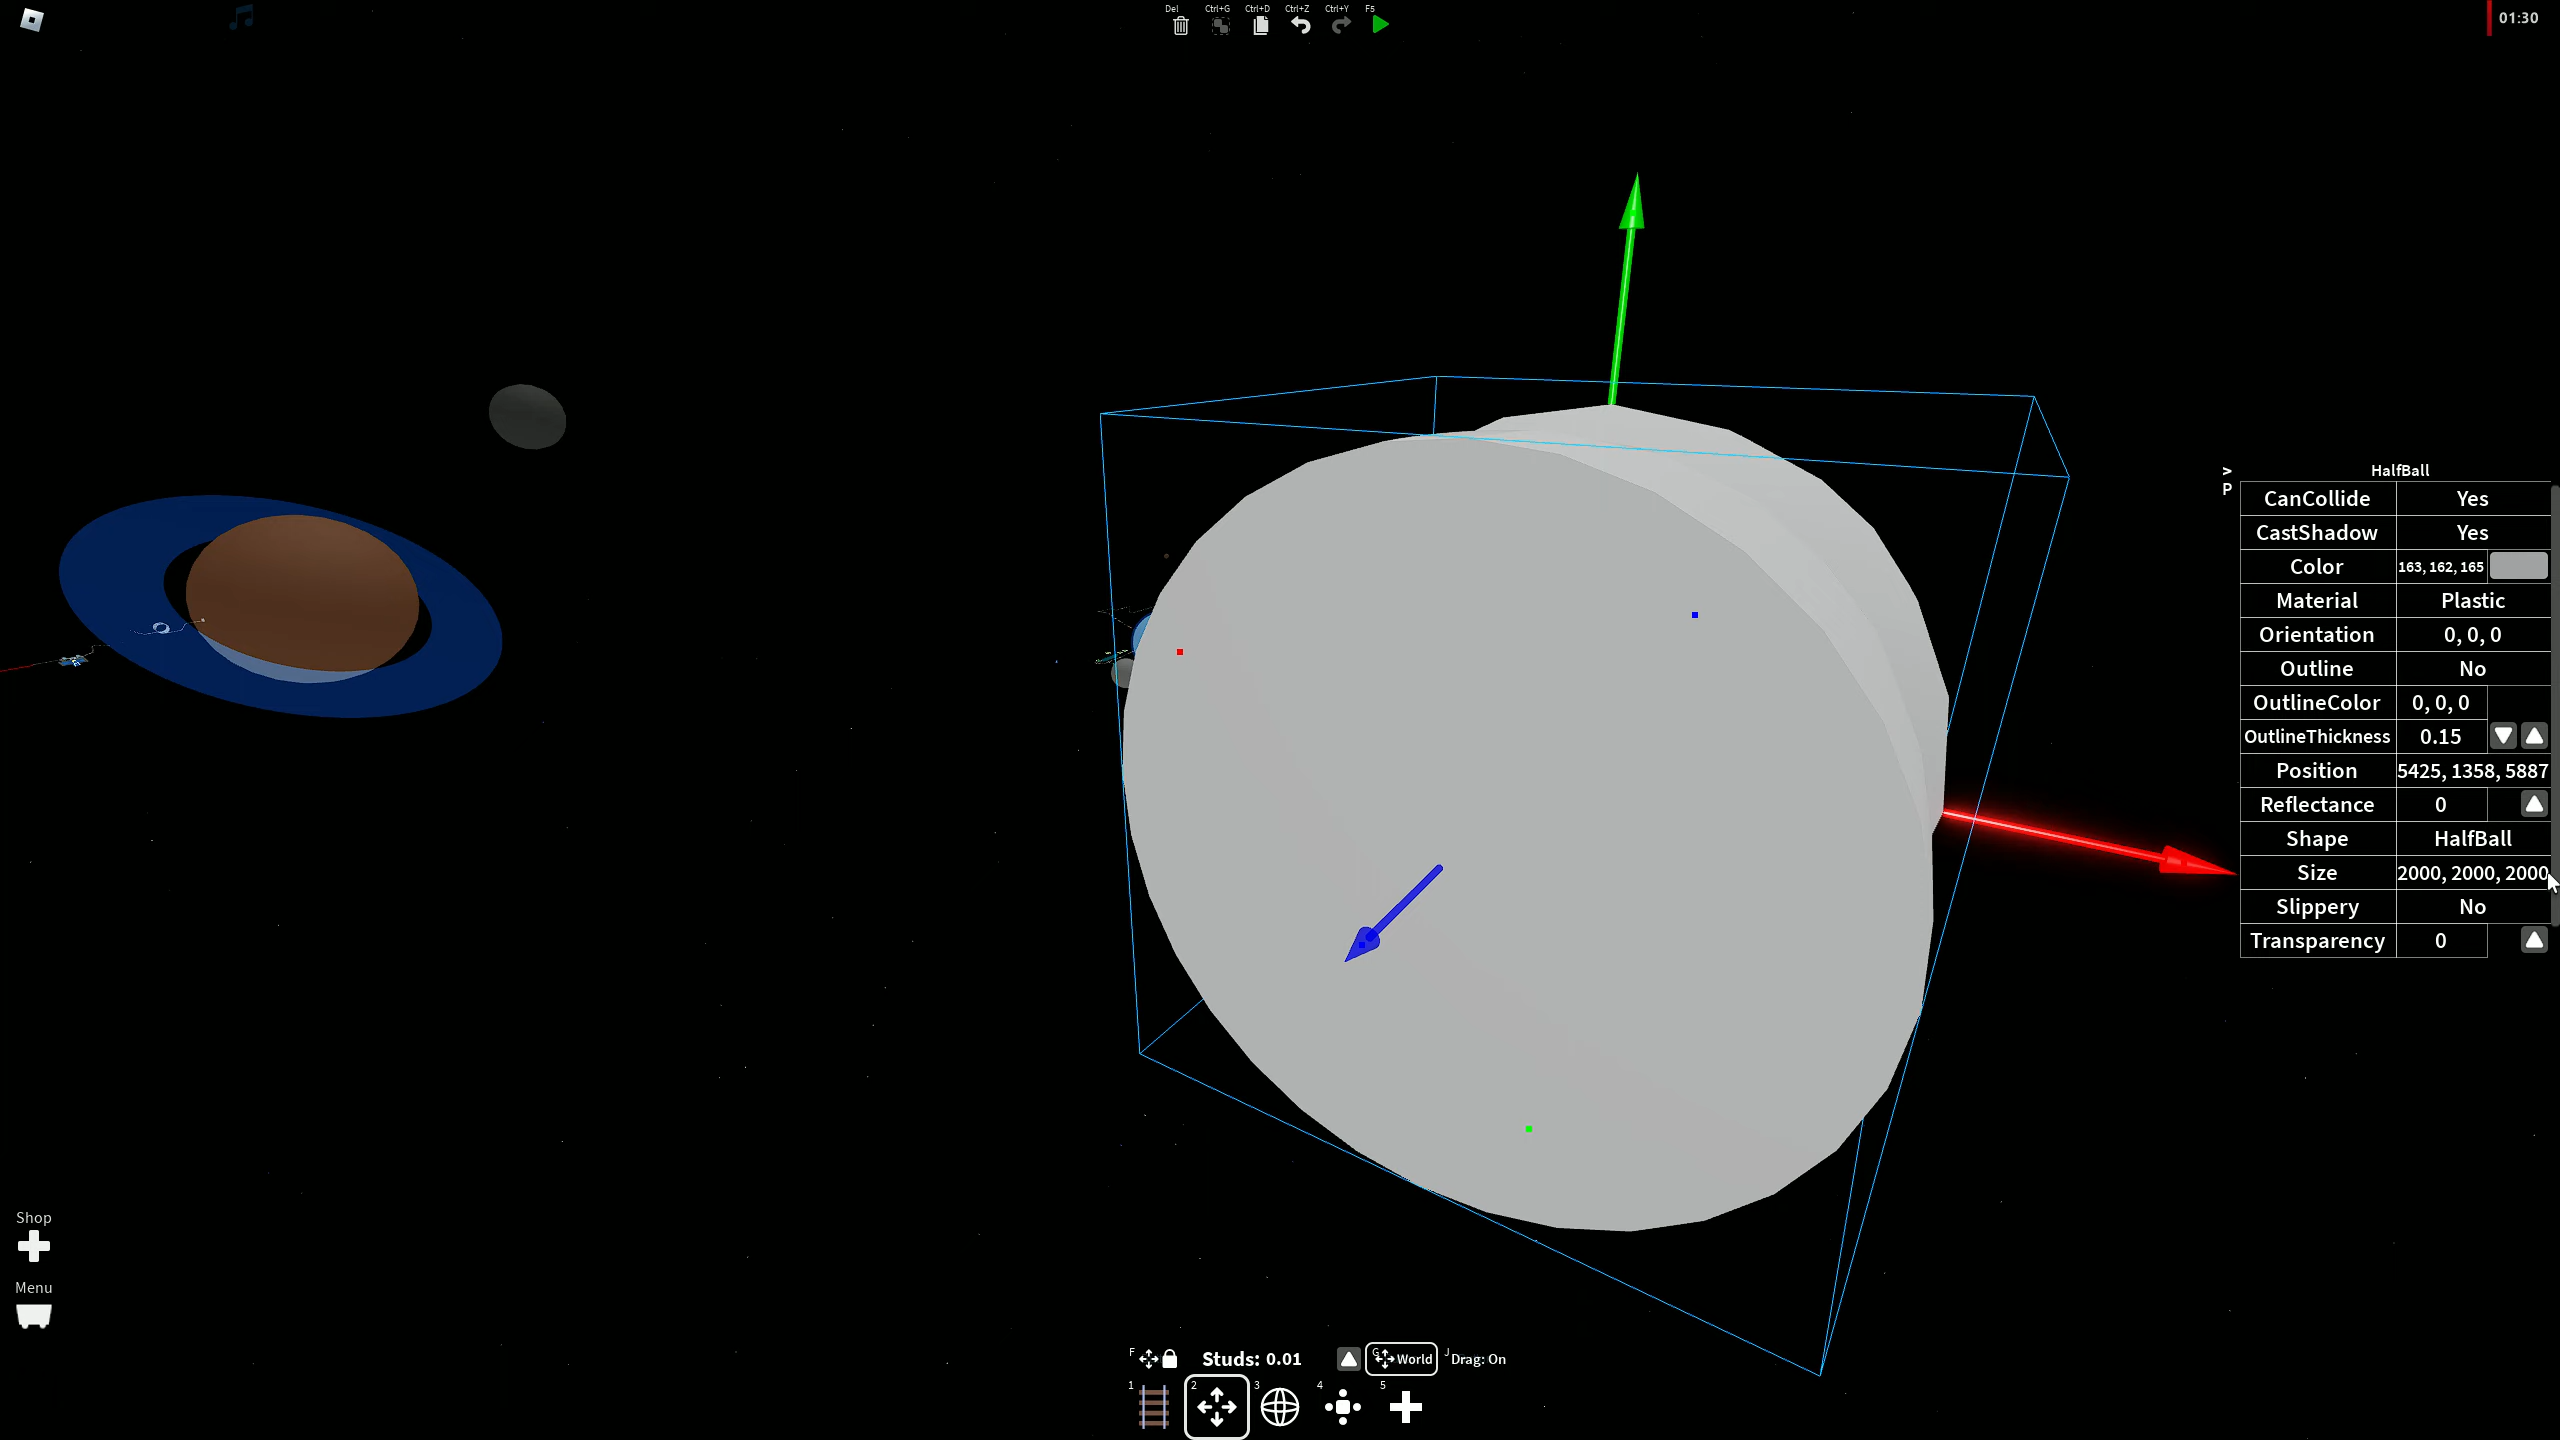 Del Ctrl+G Ctrl+D Ctrl+Z Ctrl+Y F5
01:30
HalfBall
>
P
CanCollide Yes
CastShadow Yes
Color 163, 162, 165
Material Plastic
Orientation 0, 0, 0
Outline No
OutlineColor 0, 0, 0
OutlineThickness 0.15
Position 5425, 1358, 5887
Reflectance 0
Shape HalfBall
Size 2000, 2000, 2000
Slippery No
Transparency 0
Shop
Menu
F Studs: 0.01 G World J Drag: On
1 2 3 4 5